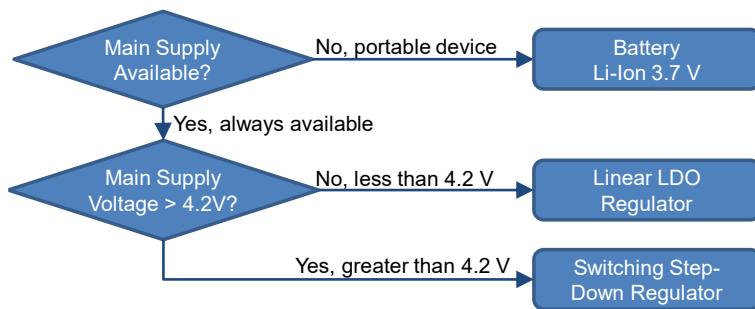 Main Supply
Available?
No, portable device
Battery
Li-Ion 3.7 V
Yes, always available
Main Supply
Voltage > 4.2V?
No, less than 4.2 V
Linear LDO
Regulator
Yes, greater than 4.2 V
Switching Step-
Down Regulator